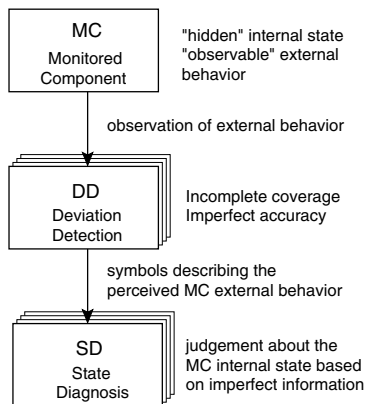 MC
Monitored
Component
"hidden" internal state
"observable" external
behavior
observation of external behavior
DD
Deviation
Detection
Incomplete coverage
Imperfect accuracy
symbols describing the
perceived MC external behavior
SD
State
Diagnosis
judgement about the
MC internal state based
on imperfect information